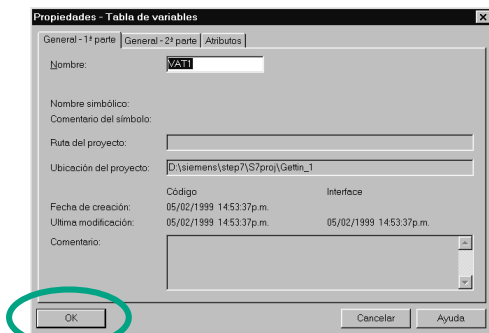 Propiedades - Tabla de variables
General - 1ª parte General - 2ª parte Atributos
Nombre: VAT1
Nombre simbólico:
Comentario del símbolo:
Ruta del proyecto:
Ubicación del proyecto: D:\siemens\step7\S7proj\Gettin_1
Código Interface
Fecha de creación: 05/02/1999 14:53:37p.m.
Ultima modificación: 05/02/1999 14:53:37p.m. 05/02/1999 14:53:37p.m.
Comentario:
OK Cancelar Ayuda